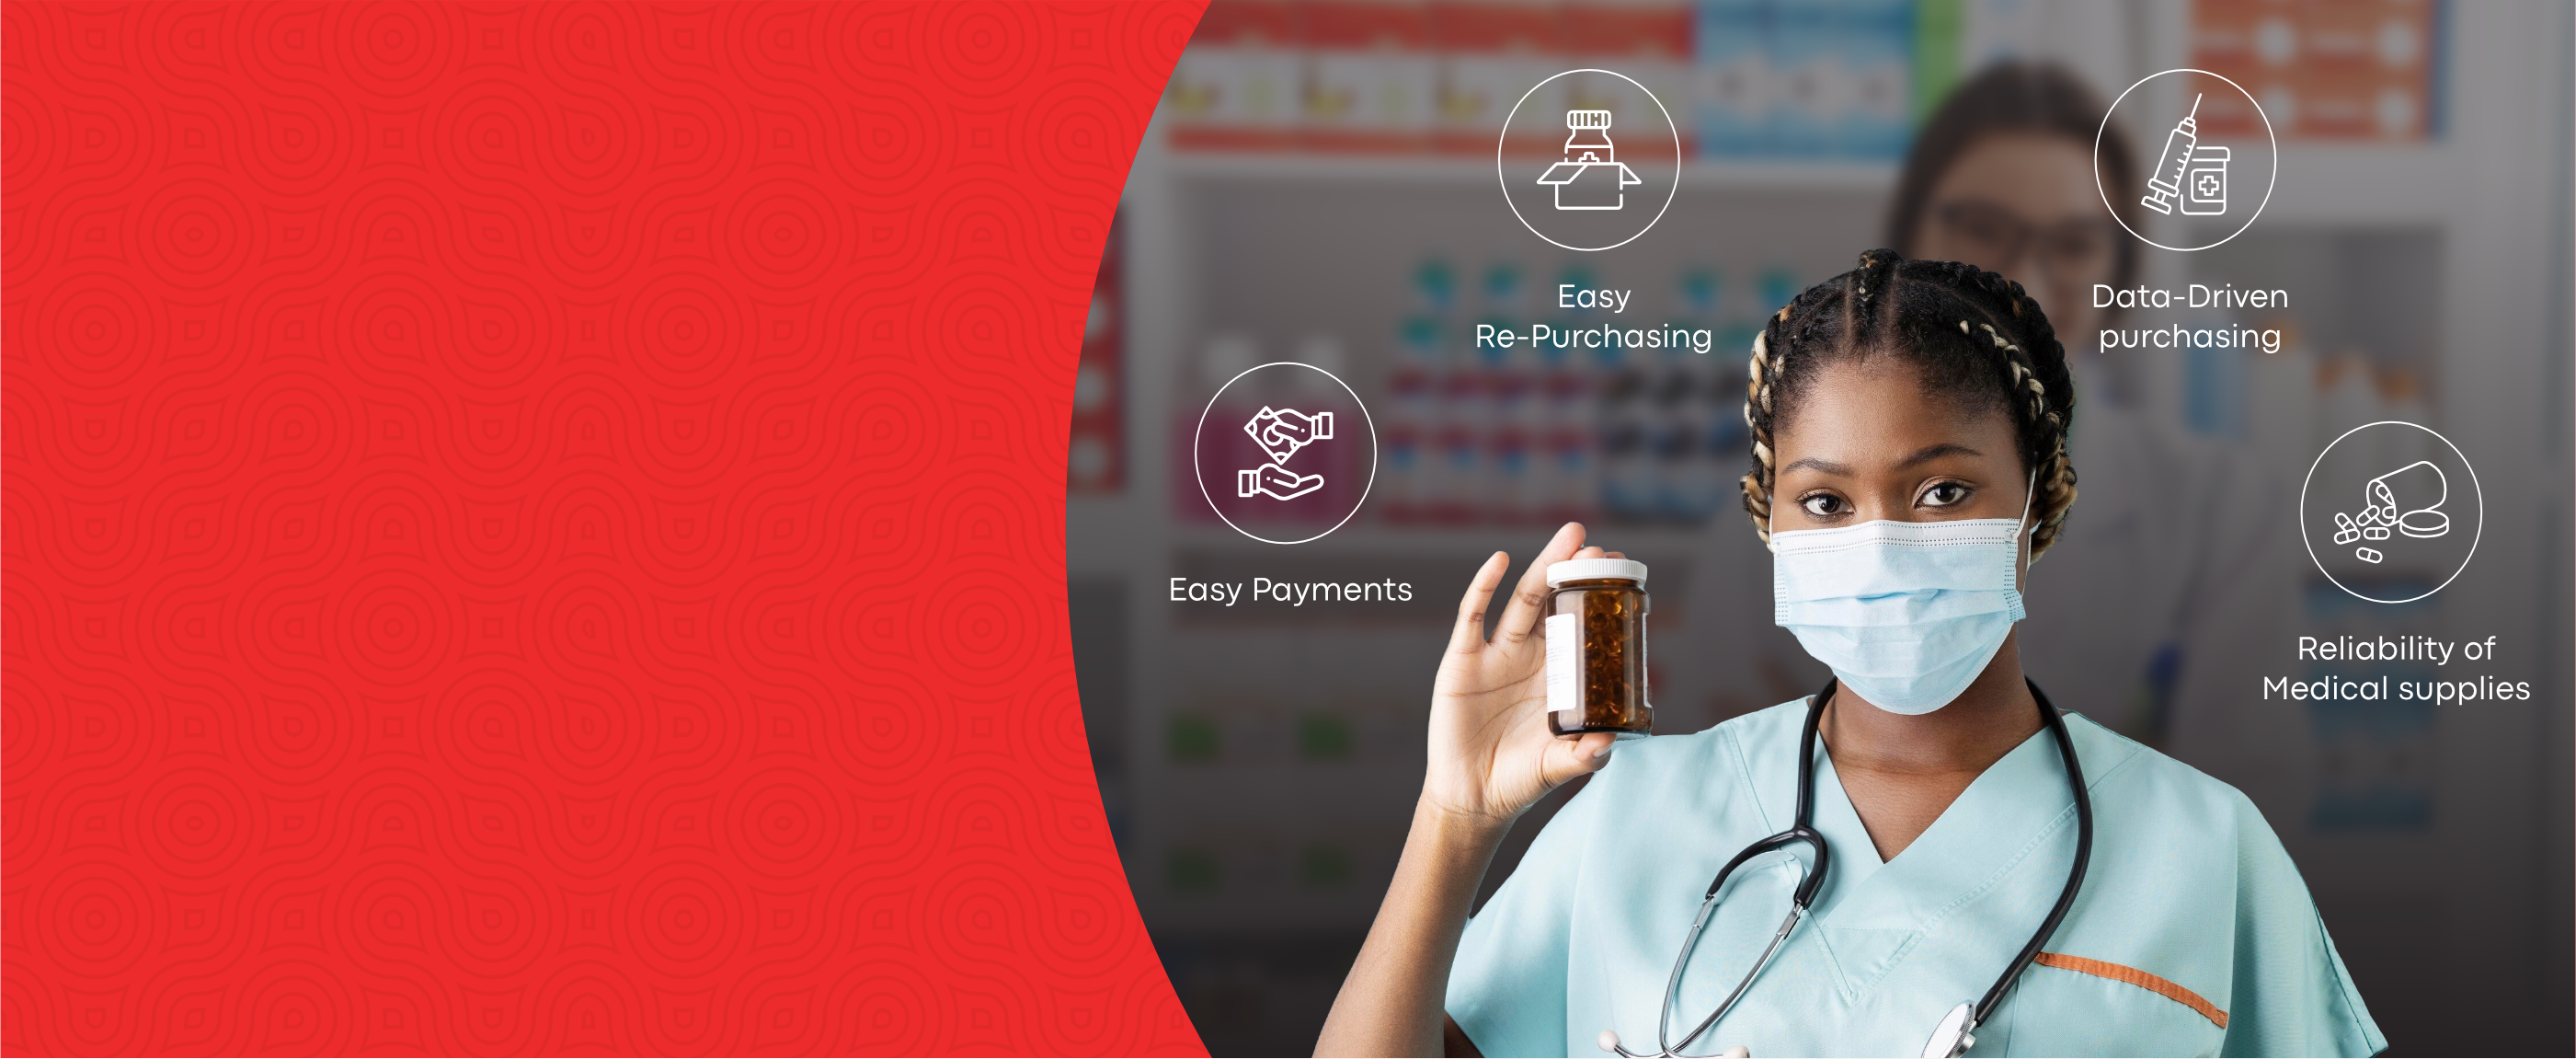 Easy
Re-Purchasing
Data-Driven
purchasing
Easy Payments
Reliability of
Medical supplies